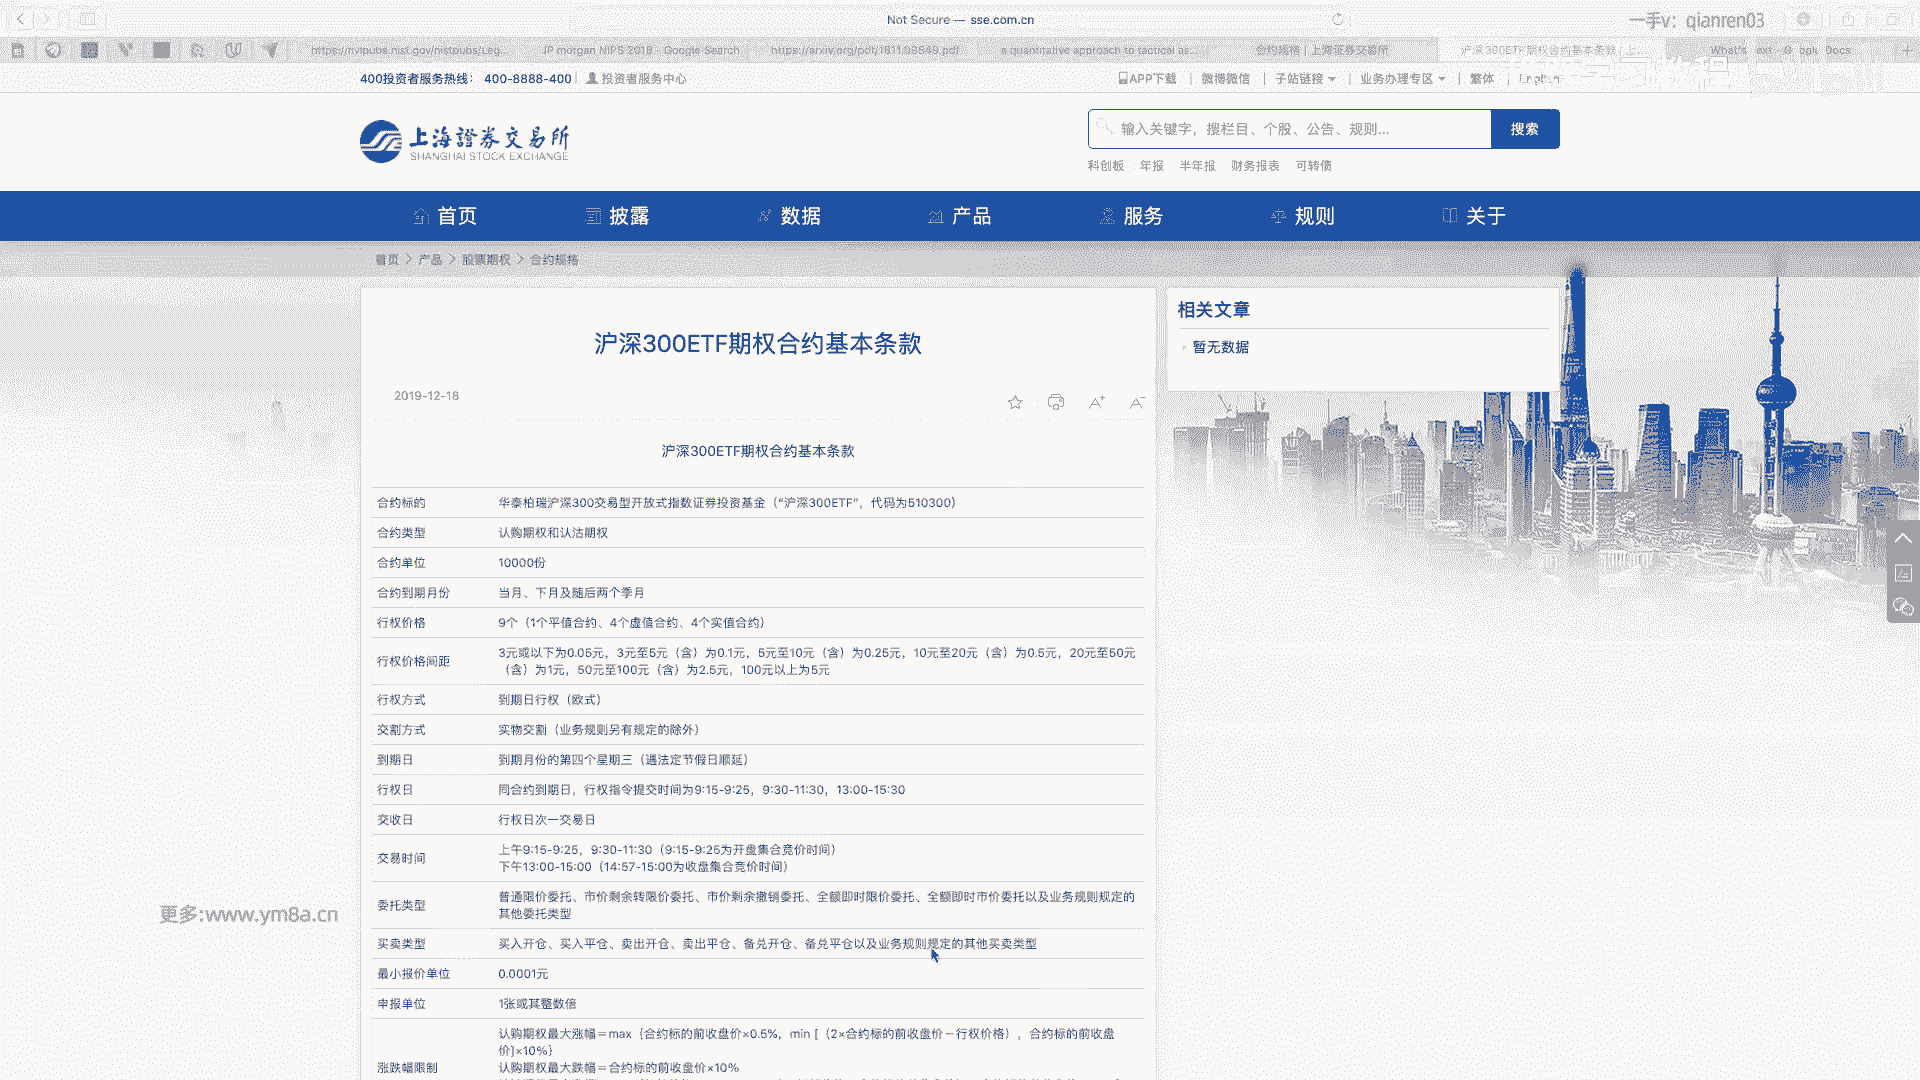 Not Secure — sse.com.cn
一手v：qianren03
https://nvlpubs.nist.gov/nistpubs/Leg...
JP morgan NIPS 2018 - Google Search
https://arxiv.org/pdf/1811.09549.pdf
a quantitative approach to tactical as...
合约规格 | 上海证券交易所
沪深300ETF期权合约基本条款 | 上...
400投资者服务热线： 400-8888-400
投资者服务中心
APP下载 | 微博微信 | 子站链接 | 业务办理专区 | 繁体 | English
上海證券交易所
SHANGHAI STOCK EXCHANGE
输入关键字，搜栏目、个股、公告、规则...
搜索
科创板 年报 半年报 财务报表 可转债
首页 披露 数据 产品 服务 规则 关于
首页 > 产品 > 股票期权 > 合约规格
沪深300ETF期权合约基本条款
2019-12-18
A+ A-
相关文章
暂无数据
沪深300ETF期权合约基本条款
合约标的 华泰柏瑞沪深300交易型开放式指数证券投资基金（“沪深300ETF”，代码为510300）
合约类型 认购期权和认沽期权
合约单位 10000份
合约到期月份 当月、下月及随后两个季月
行权价格 9个（1个平值合约、4个虚值合约、4个实值合约）
行权价格间距 3元或以下为0.05元，3元至5元（含）为0.1元，5元至10元（含）为0.25元，10元至20元（含）为0.5元，20元至50元
（含）为1元，50元至100元（含）为2.5元，100元以上为5元
行权方式 到期日行权（欧式）
交割方式 实物交割（业务规则另有规定的除外）
到期日 到期月份的第四个星期三（遇法定节假日顺延）
行权日 同合约到期日，行权指令提交时间为9:15-9:25，9:30-11:30，13:00-15:30
交收日 行权日次一交易日
交易时间 上午9:15-9:25，9:30-11:30（9:15-9:25为开盘集合竞价时间）
下午13:00-15:00（14:57-15:00为收盘集合竞价时间）
委托类型 普通限价委托、市价剩余转限价委托、市价剩余撤销委托、全额即时限价委托、全额即时市价委托以及业务规则规定的
其他委托类型
买卖类型 买入开仓、买入平仓、卖出开仓、卖出平仓、备兑开仓、备兑平仓以及业务规则规定的其他买卖类型
最小报价单位 0.0001元
申报单位 1张或其整数倍
涨跌幅限制 认购期权最大涨幅＝max｛合约标的前收盘价×0.5%，min [（2×合约标的前收盘价－行权价格），合约标的前收盘
价]×10%｝
认购期权最大跌幅＝合约标的前收盘价×10%
更多:www.ym8a.cn